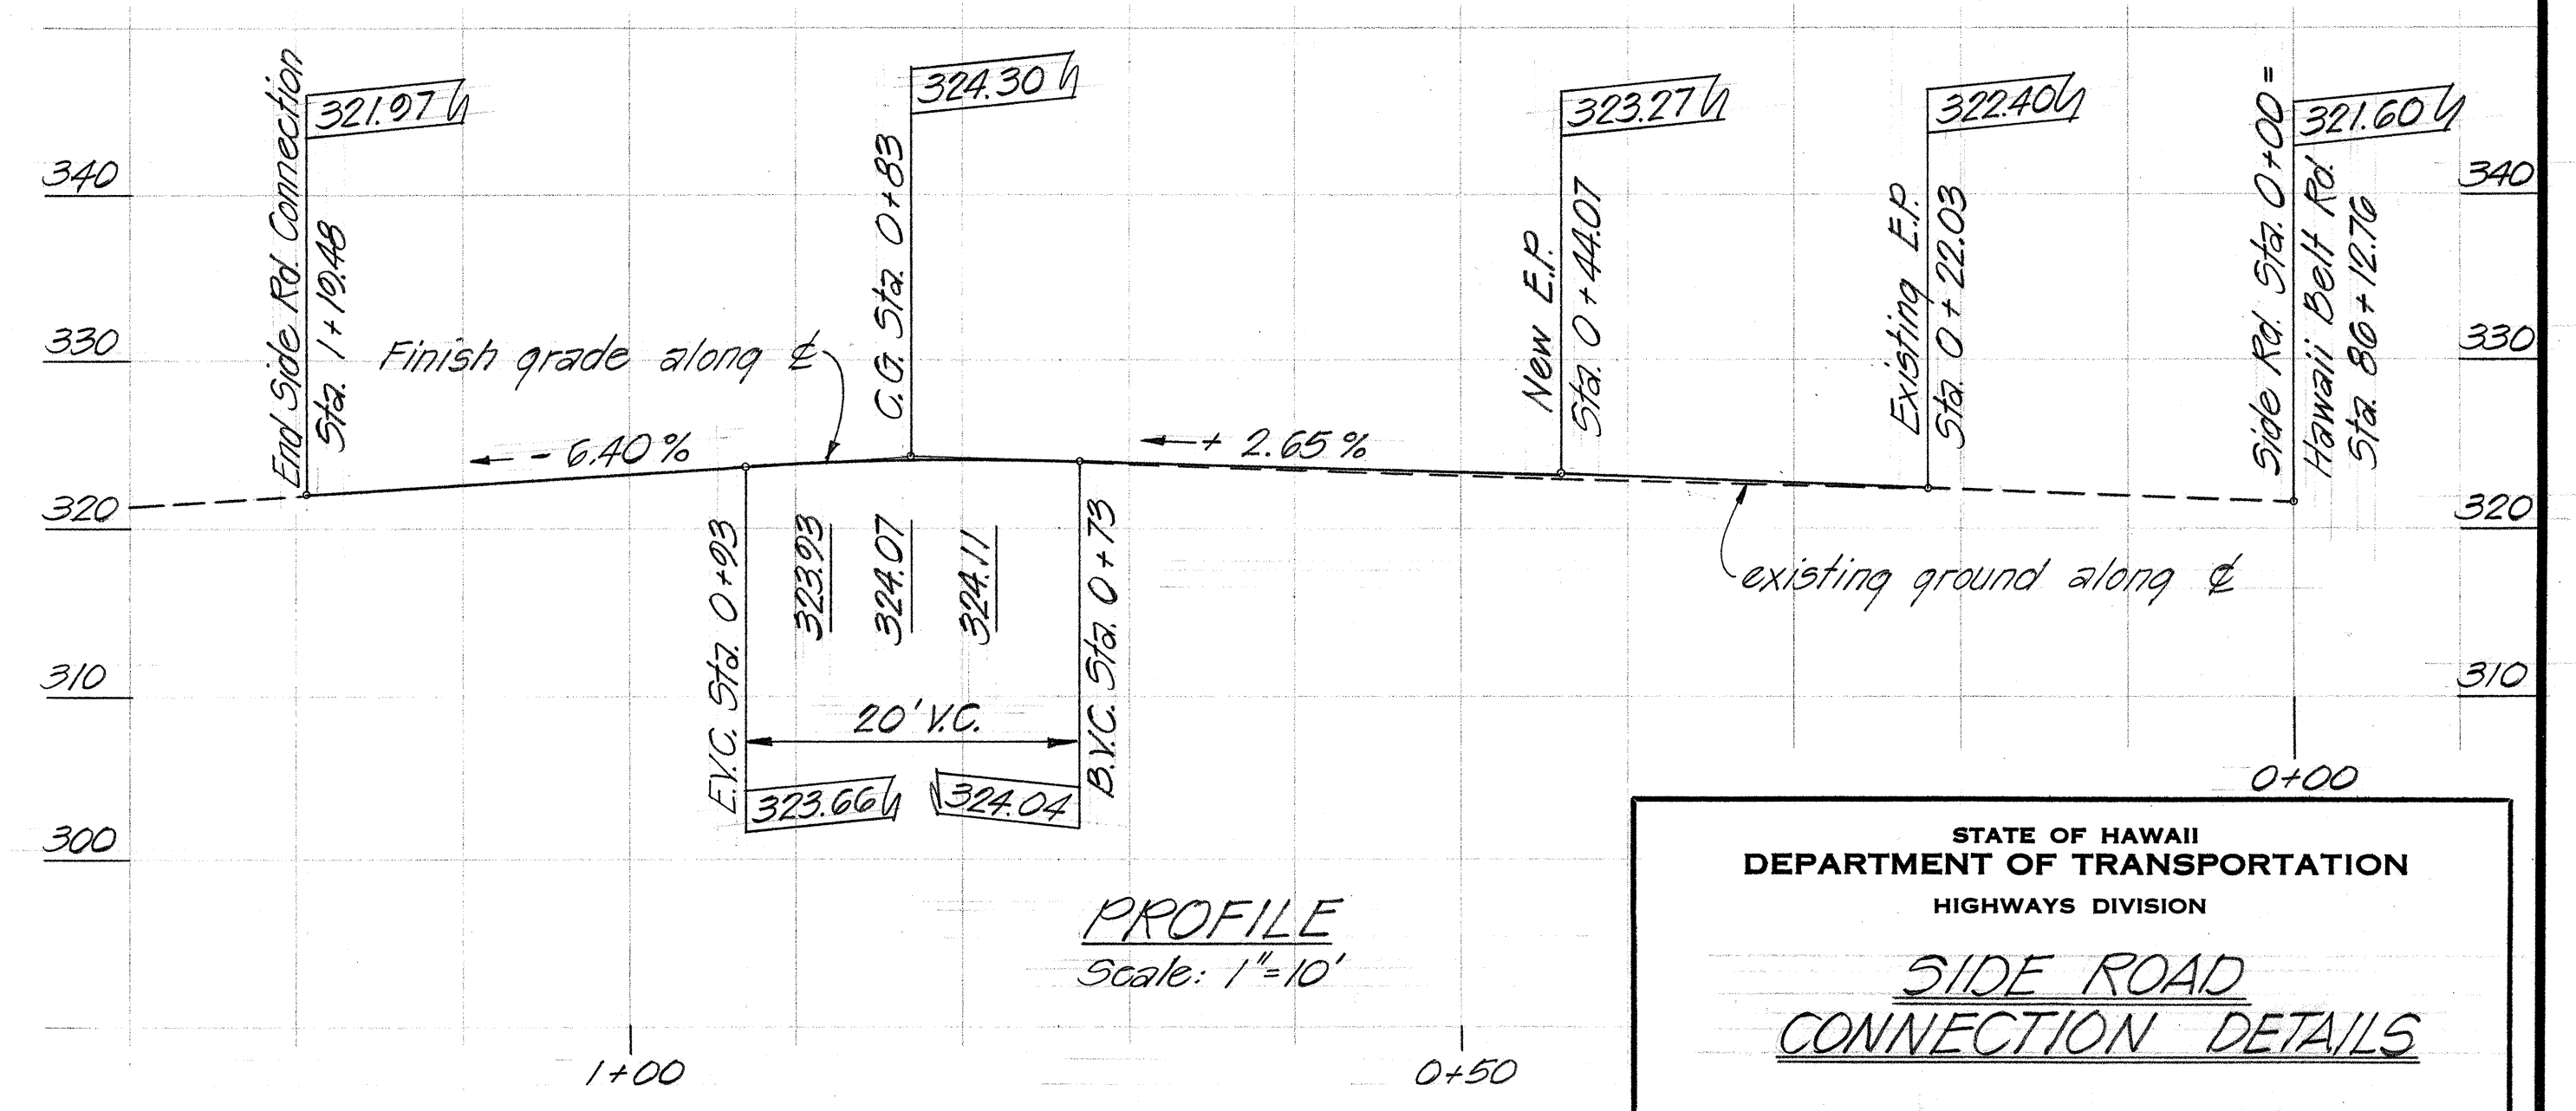 321.97
324.30
323.27
322.40
321.60
End Side Rd. Connection
Sta. 1+19.48
C.G. Sta. 0+83
New E.P.
Sta. 0+44.07
Existing E.P.
Sta. 0+22.03
Side Rd. Sta. 0+00 =
Hawaii Belt Rd.
Sta. 86+12.76
340
340
330
330
Finish grade along ℄
- 6.40 %
+ 2.65 %
320
320
E.V.C. Sta. 0+93
323.93
324.07
324.11
B.V.C. Sta. 0+73
existing ground along ℄
310
310
20' V.C.
323.66
324.04
0+00
300
PROFILE
Scale: 1"=10'
1+00
0+50
STATE OF HAWAII
DEPARTMENT OF TRANSPORTATION
HIGHWAYS DIVISION
SIDE ROAD
CONNECTION DETAILS